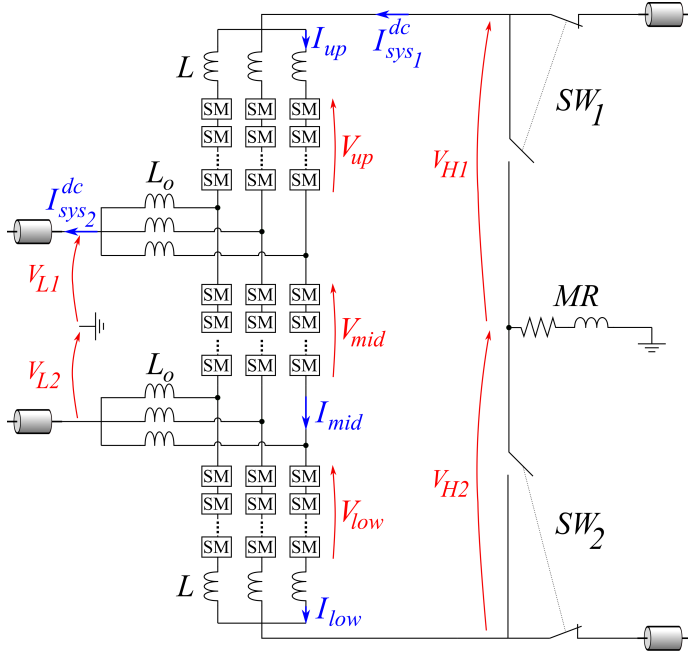 I_up
I_sys1^dc
L
SW_1
SM SM SM
SM SM SM
V_up
V_H1
SM SM SM
L_o
I_sys2^dc
V_L1
SM SM SM
SM SM SM
V_mid
MR
SM SM SM
V_L2
L_o
I_mid
SM SM SM
V_H2
SM SM SM
V_low
SW_2
SM SM SM
L
I_low